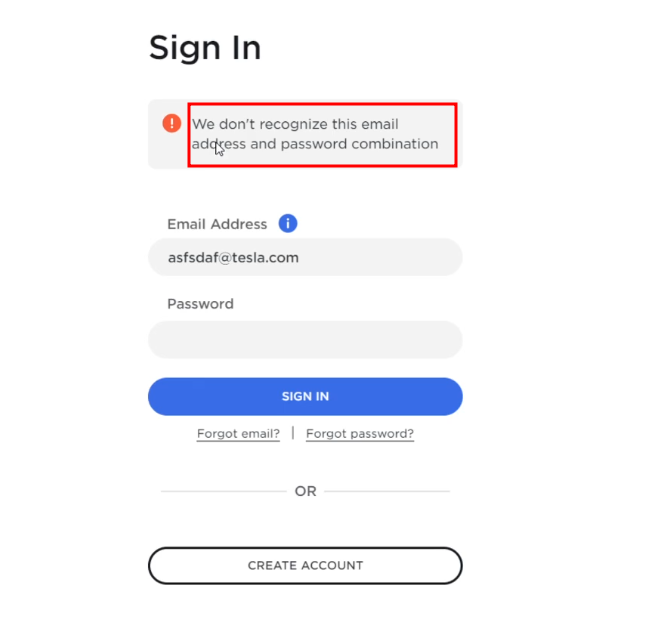 Sign In
We don't recognize this email
address and password combination
Email Address
asfsdaf@tesla.com
Password
SIGN IN
Forgot email? | Forgot password?
OR
CREATE ACCOUNT